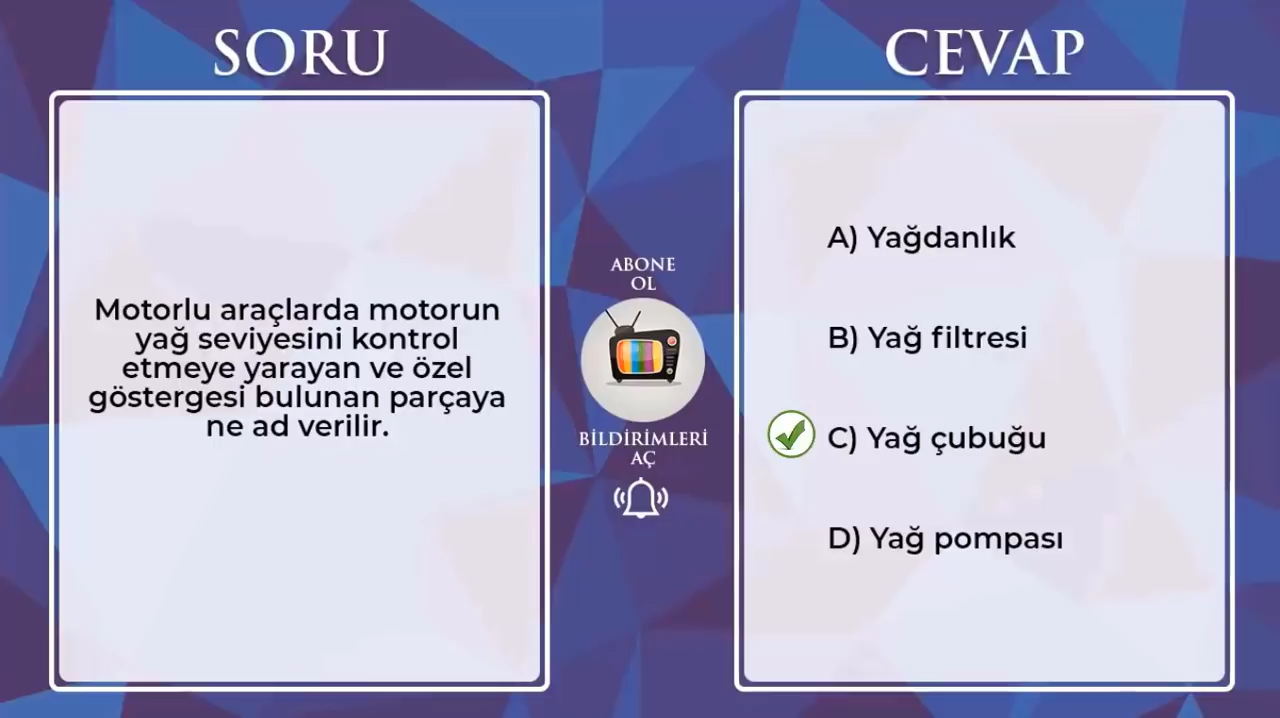 SORU
Motorlu araçlarda motorun
yağ seviyesini kontrol
etmeye yarayan ve özel
göstergesi bulunan parçaya
ne ad verilir.
ABONE
OL
BİLDİRİMLERİ
AÇ
CEVAP
A) Yağdanlık
B) Yağ filtresi
C) Yağ çubuğu
D) Yağ pompası